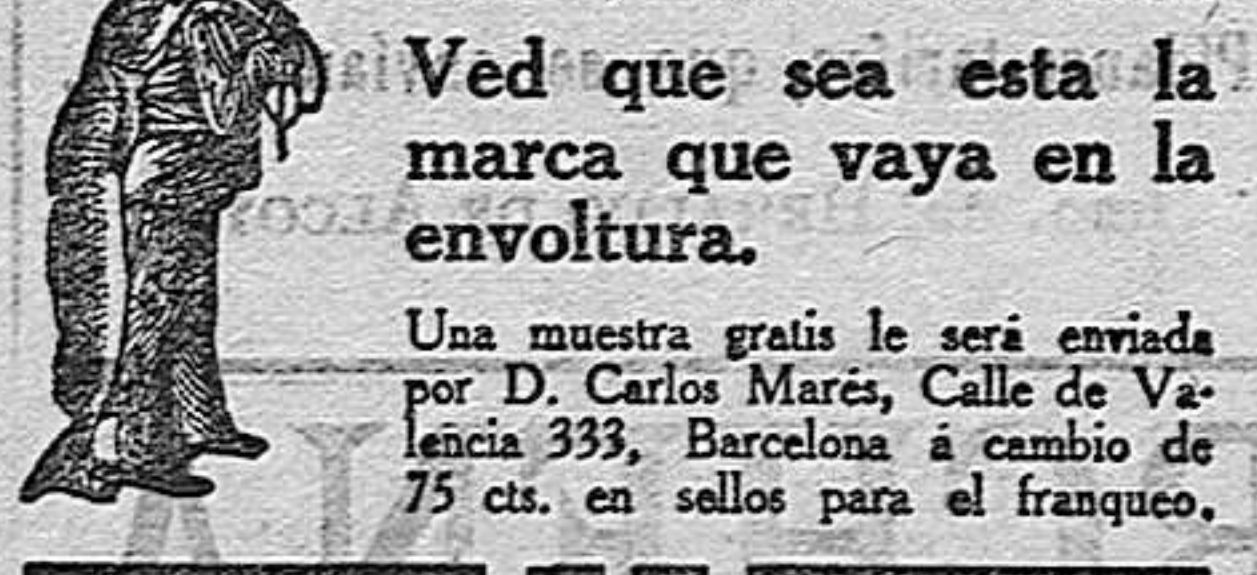 Ved que sea esta la
marca que vaya en la
envoltura.
Una muestra gratis le será enviada
por D. Carlos Marés, Calle de Va-
lencia 333, Barcelona á cambio de
75 cts. en sellos para el franqueo.